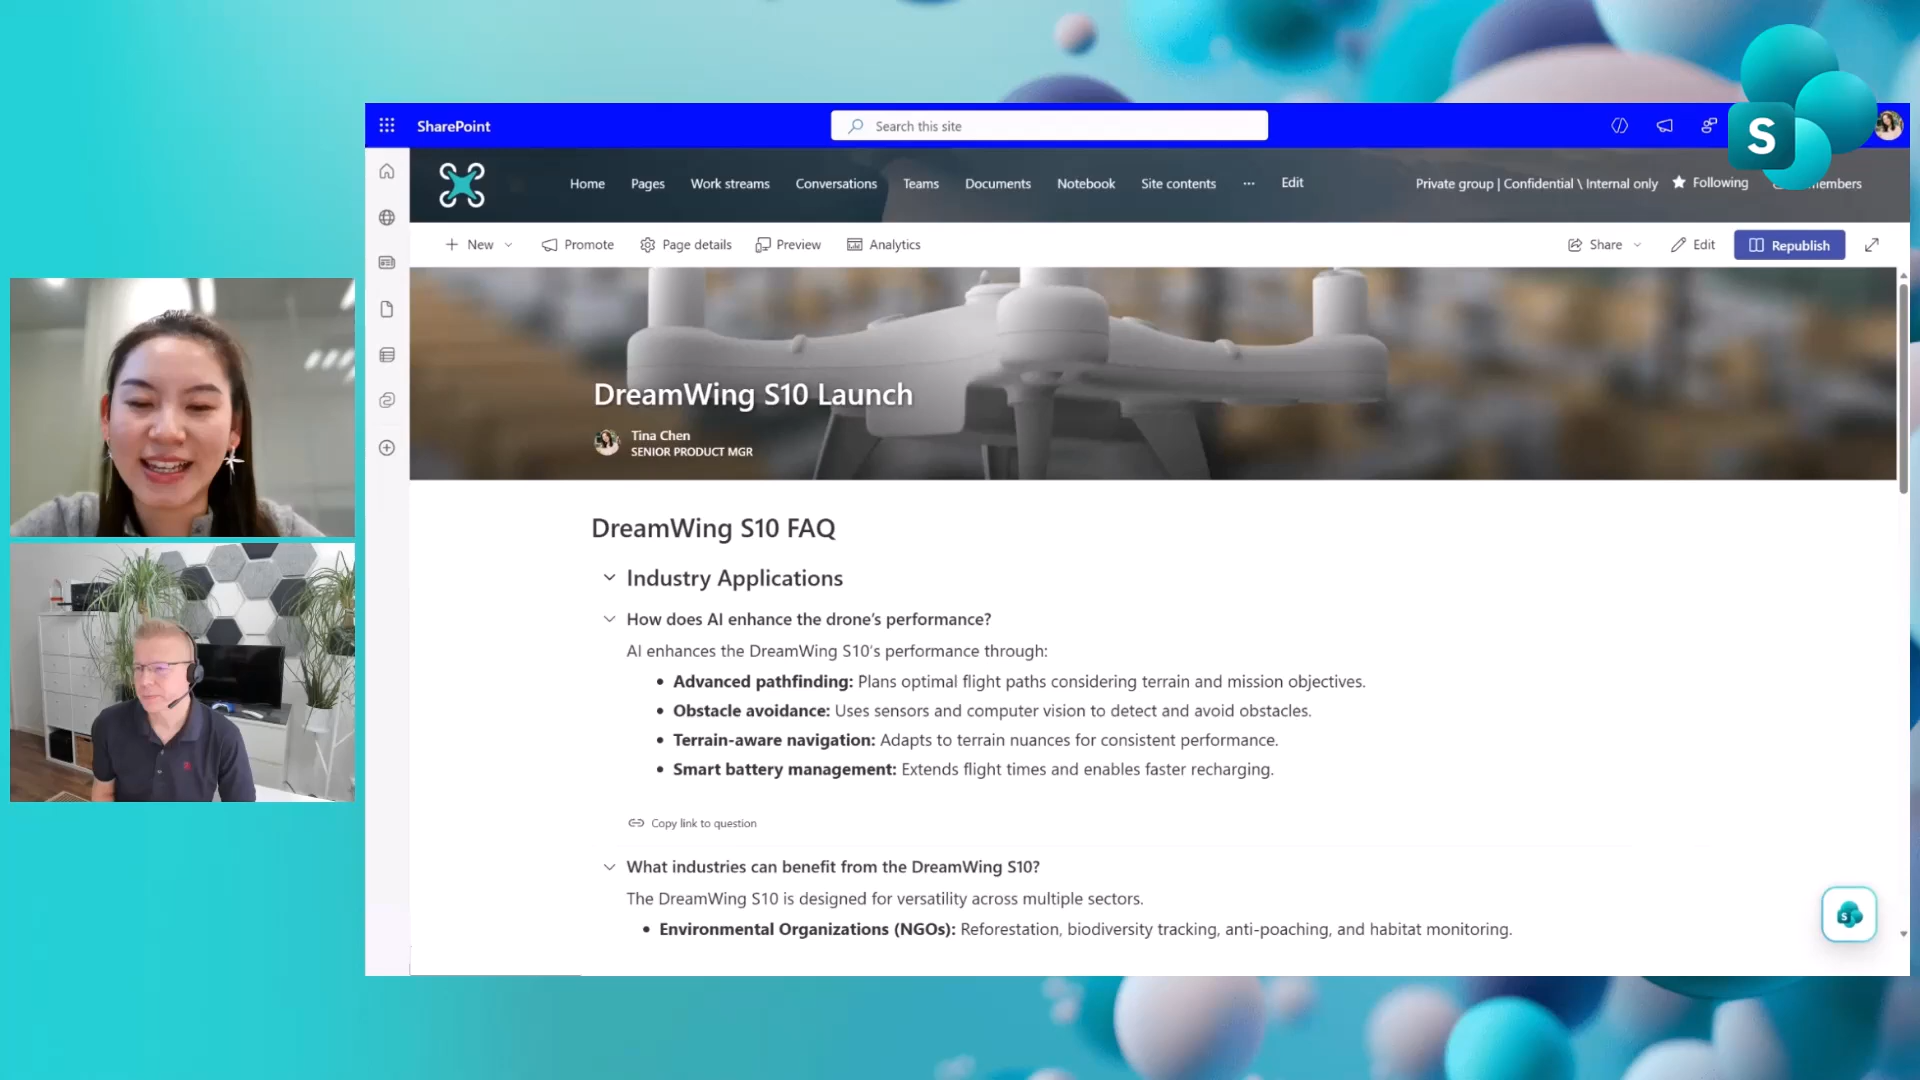 SharePoint
Search this site
S
Home Pages Work streams Conversations Teams Documents Notebook Site contents ... Edit
Private group | Confidential \ Internal only Following
New Promote Page details Preview Analytics
Share Edit Republish
DreamWing S10 Launch
Tina Chen
SENIOR PRODUCT MGR
DreamWing S10 FAQ
Industry Applications
How does AI enhance the drone's performance?
AI enhances the DreamWing S10's performance through:
• Advanced pathfinding: Plans optimal flight paths considering terrain and mission objectives.
• Obstacle avoidance: Uses sensors and computer vision to detect and avoid obstacles.
• Terrain-aware navigation: Adapts to terrain nuances for consistent performance.
• Smart battery management: Extends flight times and enables faster recharging.
Copy link to question
What industries can benefit from the DreamWing S10?
The DreamWing S10 is designed for versatility across multiple sectors.
• Environmental Organizations (NGOs): Reforestation, biodiversity tracking, anti-poaching, and habitat monitoring.
S